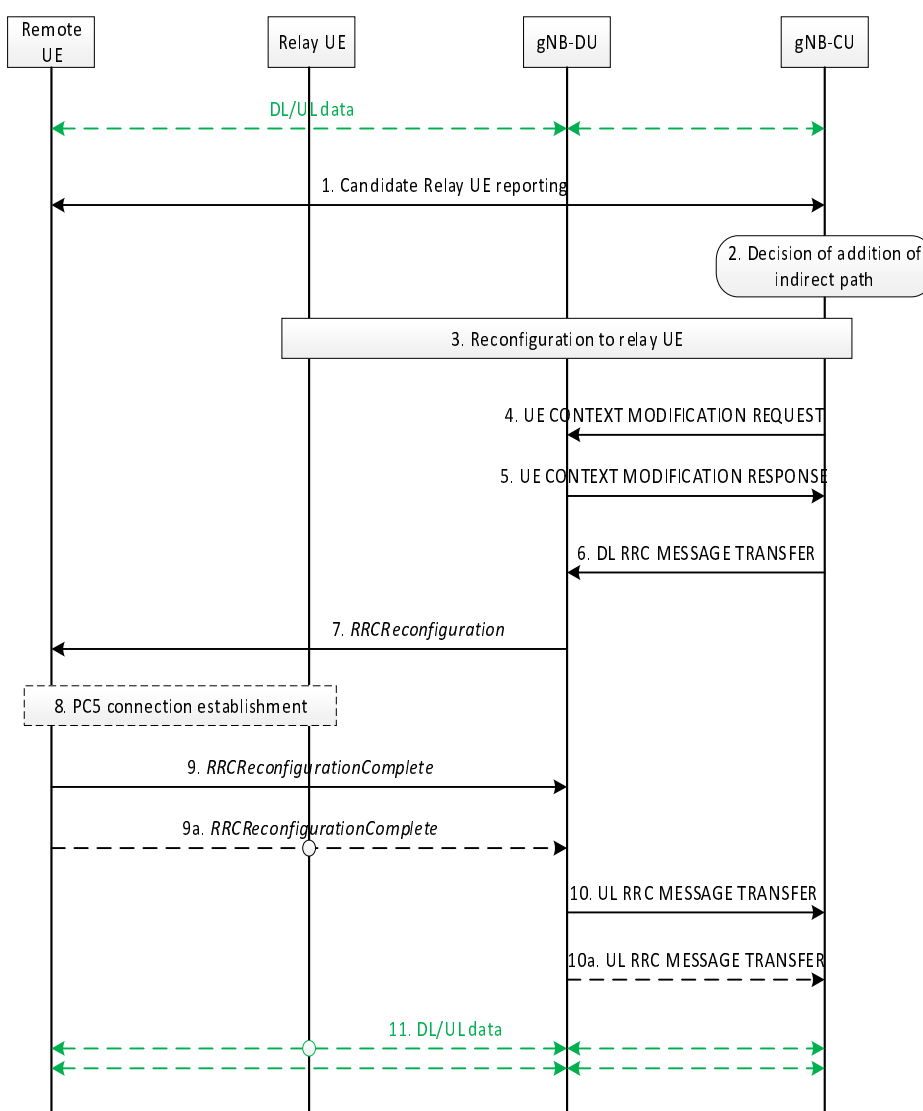 Remote
UE
Relay UE
gNB-DU
gNB-CU
DL/UL data
1. Candidate Relay UE reporting
2. Decision of addition of
indirect path
3. Reconfiguration to relay UE
4. UE CONTEXT MODIFICATION REQUEST
5. UE CONTEXT MODIFICATION RESPONSE
6. DL RRC MESSAGE TRANSFER
7. RRCReconfiguration
8. PC5 connection establishment
9. RRCReconfigurationComplete
9a. RRCReconfigurationComplete
10. UL RRC MESSAGE TRANSFER
10a. UL RRC MESSAGE TRANSFER
11. DL/UL data